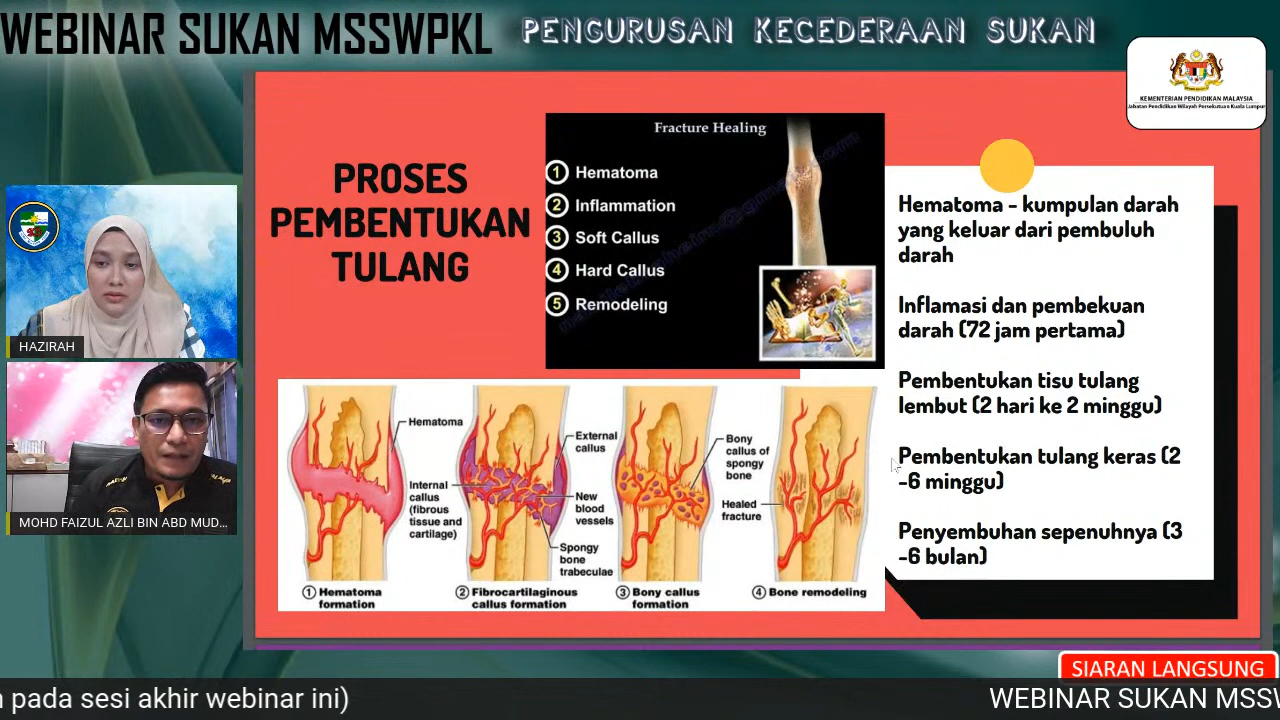 WEBINAR SUKAN MSSWPKL
PENGURUSAN KECEDERAAN SUKAN
KEMENTERIAN PENDIDIKAN MALAYSIA
Jabatan Pendidikan Wilayah Persekutuan Kuala Lumpur
PROSES
PEMBENTUKAN
TULANG
Fracture Healing
1 Hematoma
2 Inflammation
3 Soft Callus
4 Hard Callus
5 Remodeling
Hematoma - kumpulan darah
yang keluar dari pembuluh
darah
Inflamasi dan pembekuan
darah (72 jam pertama)
Pembentukan tisu tulang
lembut (2 hari ke 2 minggu)
Pembentukan tulang keras (2
-6 minggu)
Penyembuhan sepenuhnya (3
-6 bulan)
HAZIRAH
MOHD FAIZUL AZLI BIN ABD MUD...
Hematoma
Internal
callus
(fibrous
tissue and
cartilage)
External
callus
New
blood
vessels
Spongy
bone
trabeculae
Bony
callus of
spongy
bone
Healed
fracture
1 Hematoma
formation
2 Fibrocartilaginous
callus formation
3 Bony callus
formation
4 Bone remodeling
SIARAN LANGSUNG
n pada sesi akhir webinar ini)
WEBINAR SUKAN MSSW